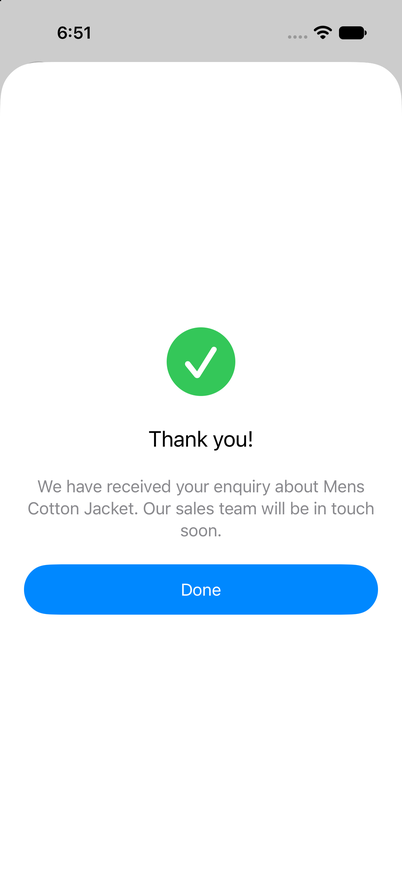 6:51
Thank you!
We have received your enquiry about Mens
Cotton Jacket. Our sales team will be in touch
soon.
Done